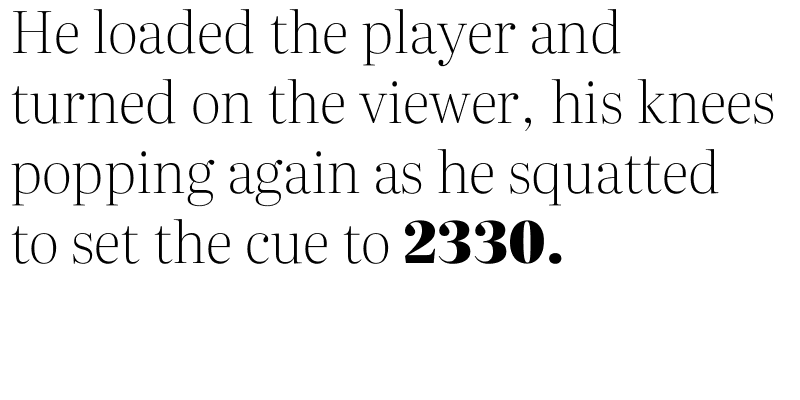 He loaded the player and
turned on the viewer, his knees
popping again as he squatted
to set the cue to 2330.